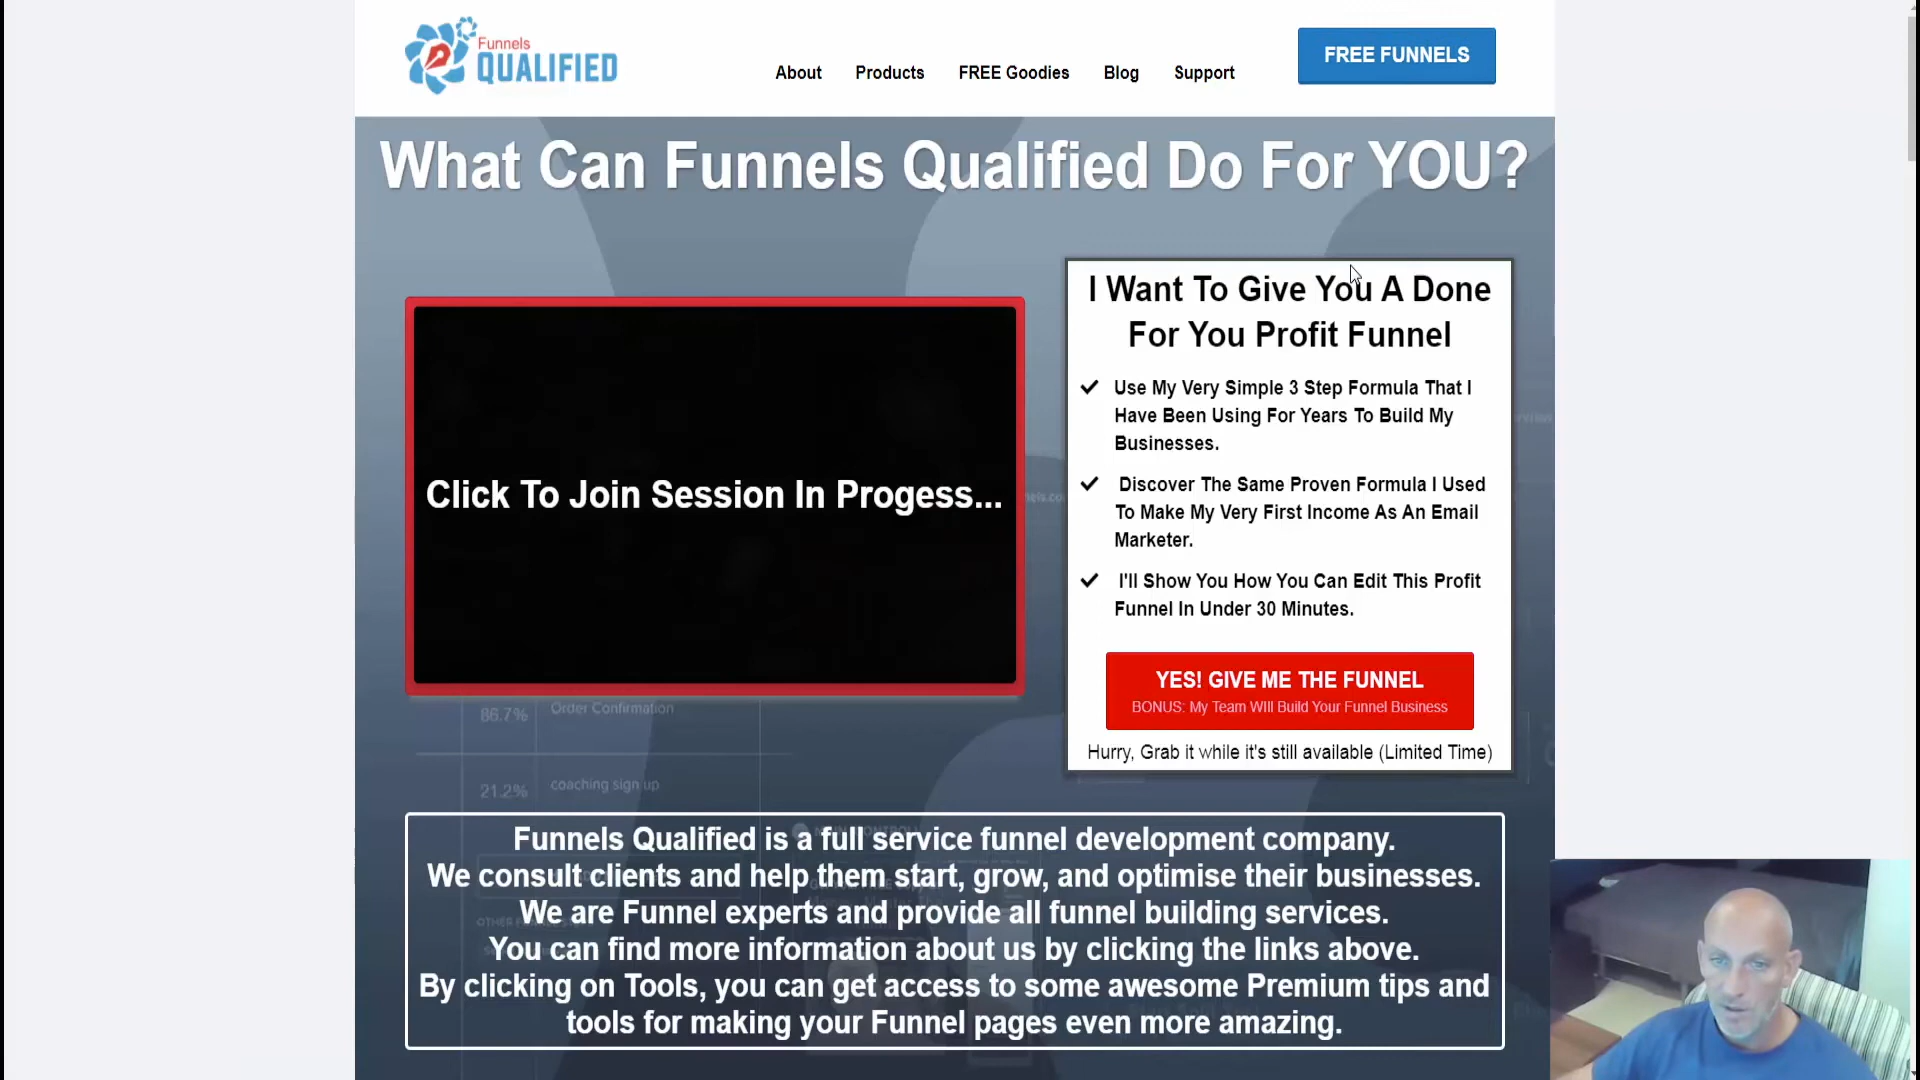 Funnels
QUALIFIED
About Products FREE Goodies Blog Support
FREE FUNNELS
What Can Funnels Qualified Do For YOU?
Click To Join Session In Progess...
I Want To Give You A Done
For You Profit Funnel
Use My Very Simple 3 Step Formula That I
Have Been Using For Years To Build My
Businesses.
Discover The Same Proven Formula I Used
To Make My Very First Income As An Email
Marketer.
I'll Show You How You Can Edit This Profit
Funnel In Under 30 Minutes.
YES! GIVE ME THE FUNNEL
BONUS: My Team WIll Build Your Funnel Business
Hurry, Grab it while it's still available (Limited Time)
86.7% Order Confirmation
21.2% coaching sign up
Funnels Qualified is a full service funnel development company.
We consult clients and help them start, grow, and optimise their businesses.
We are Funnel experts and provide all funnel building services.
You can find more information about us by clicking the links above.
By clicking on Tools, you can get access to some awesome Premium tips and
tools for making your Funnel pages even more amazing.